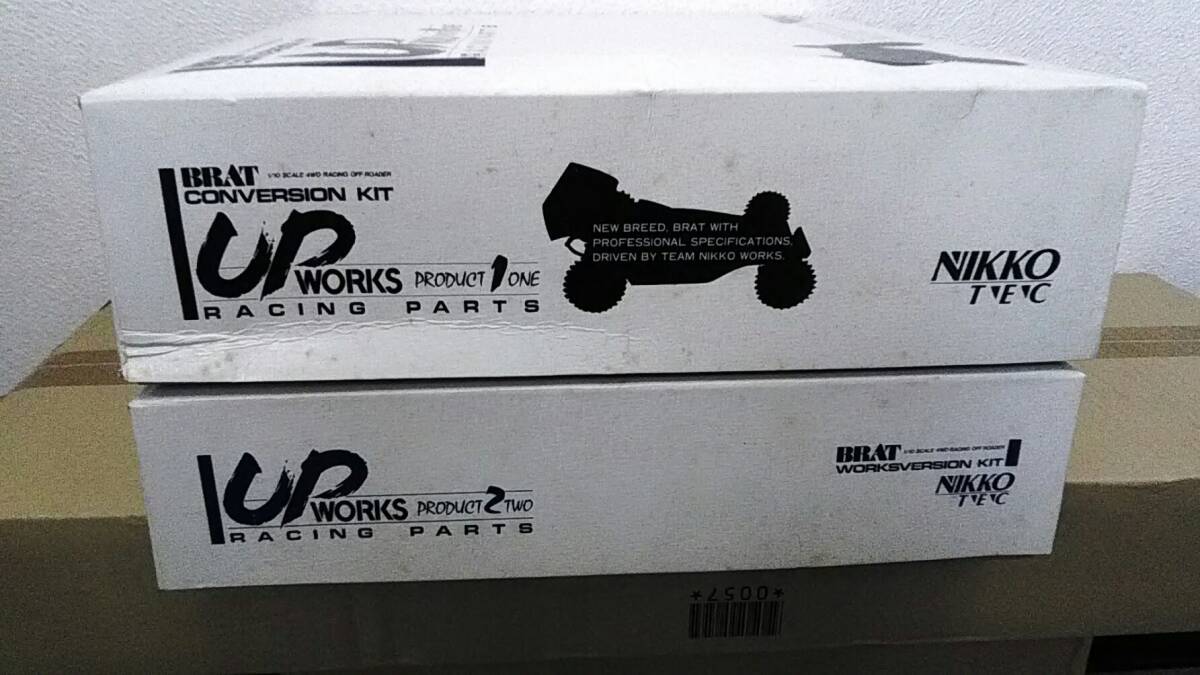 BRAT 1/10 SCALE 4WD RACING OFF ROADER
CONVERSION KIT
UP WORKS PRODUCT 1 ONE
RACING PARTS
NEW BREED, BRAT WITH
PROFESSIONAL SPECIFICATIONS,
DRIVEN BY TEAM NIKKO WORKS.
NIKKO
TEC
UP WORKS PRODUCT 2 TWO
RACING PARTS
BRAT 1/10 SCALE 4WD RACING OFF ROADER
WORKSVERSION KIT
NIKKO
TEC
*0057*